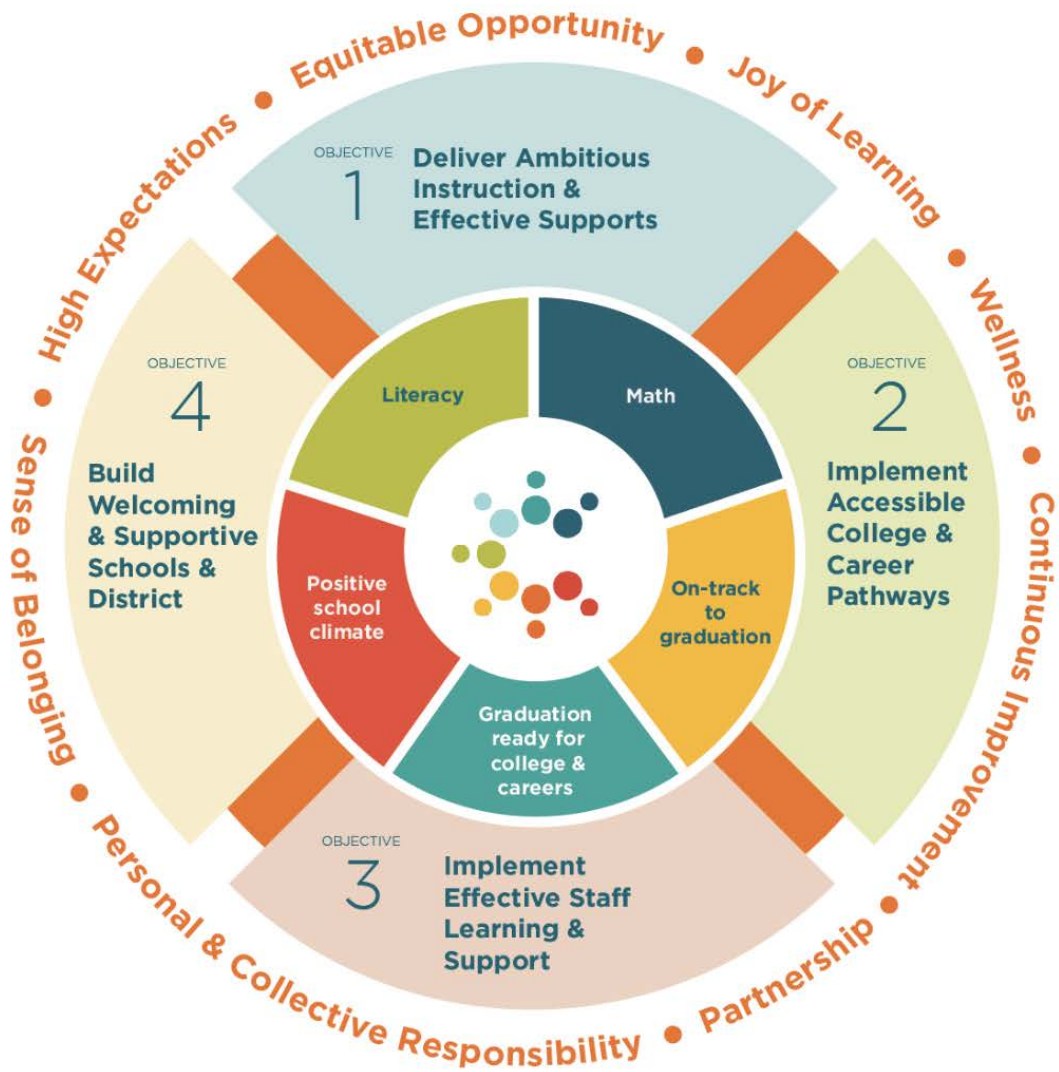 High Expectations • Equitable Opportunity • Joy of Learning • Wellness • Continuous Improvement • Partnership • Personal & Collective Responsibility • Sense of Belonging •
OBJECTIVE
1
Deliver Ambitious
Instruction &
Effective Supports
OBJECTIVE
2
Implement
Accessible
College &
Career
Pathways
OBJECTIVE
3
Implement
Effective Staff
Learning &
Support
OBJECTIVE
4
Build
Welcoming
& Supportive
Schools &
District
Literacy
Math
On-track
to
graduation
Graduation
ready for
college &
careers
Positive
school
climate